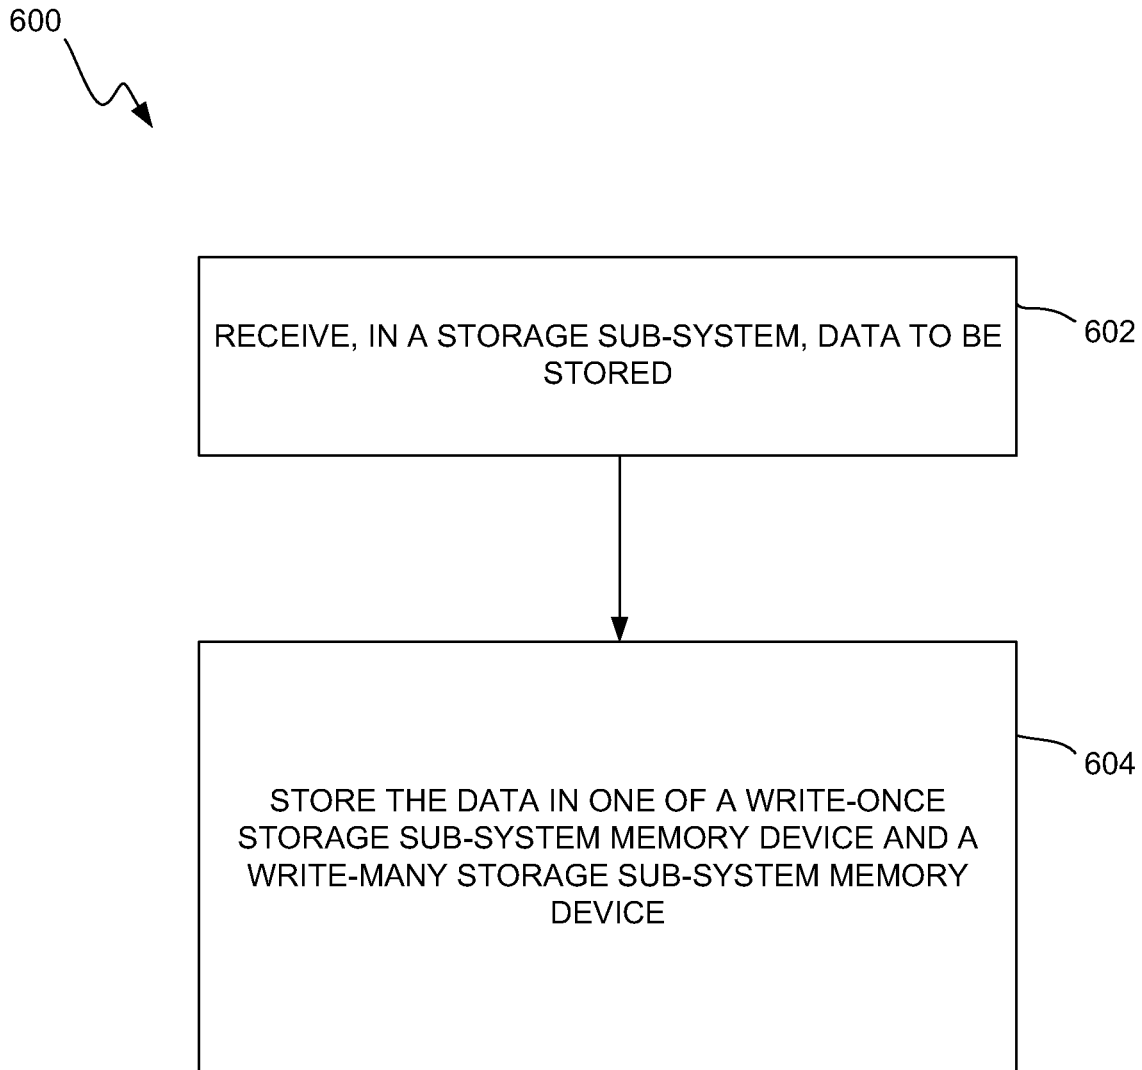 600
RECEIVE, IN A STORAGE SUB-SYSTEM, DATA TO BE
STORED
602
STORE THE DATA IN ONE OF A WRITE-ONCE
STORAGE SUB-SYSTEM MEMORY DEVICE AND A
WRITE-MANY STORAGE SUB-SYSTEM MEMORY
DEVICE
604